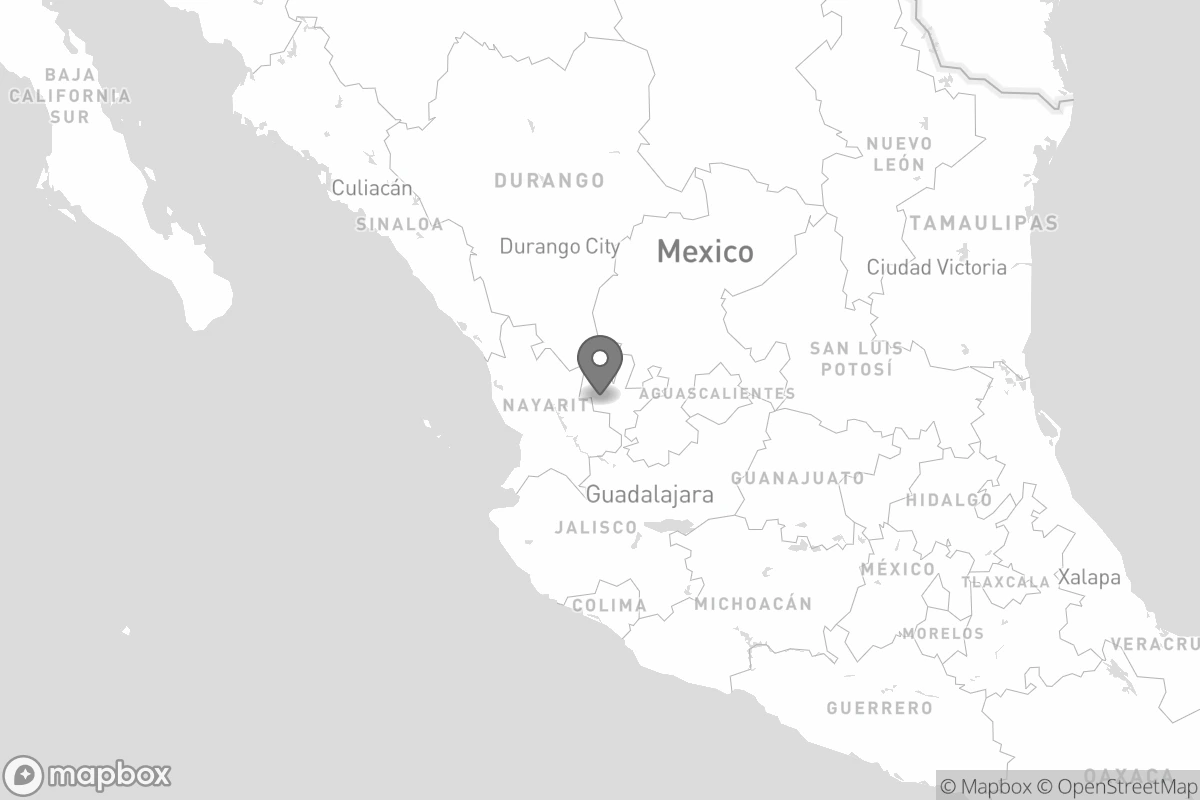 BAJA
CALIFORNIA
SUR
NUEVO
LEÓN
DURANGO
Culiacán
SINALOA
TAMAULIPAS
Durango City
Mexico
Ciudad Victoria
SAN LUIS
POTOSÍ
AGUASCALIENTES
NAYARIT
GUANAJUATO
Guadalajara
HIDALGO
JALISCO
MÉXICO
TLAXCALA
Xalapa
COLIMA
MICHOACÁN
MORELOS
VERACRU
GUERRERO
OAXACA
mapbox
© Mapbox © OpenStreetMap